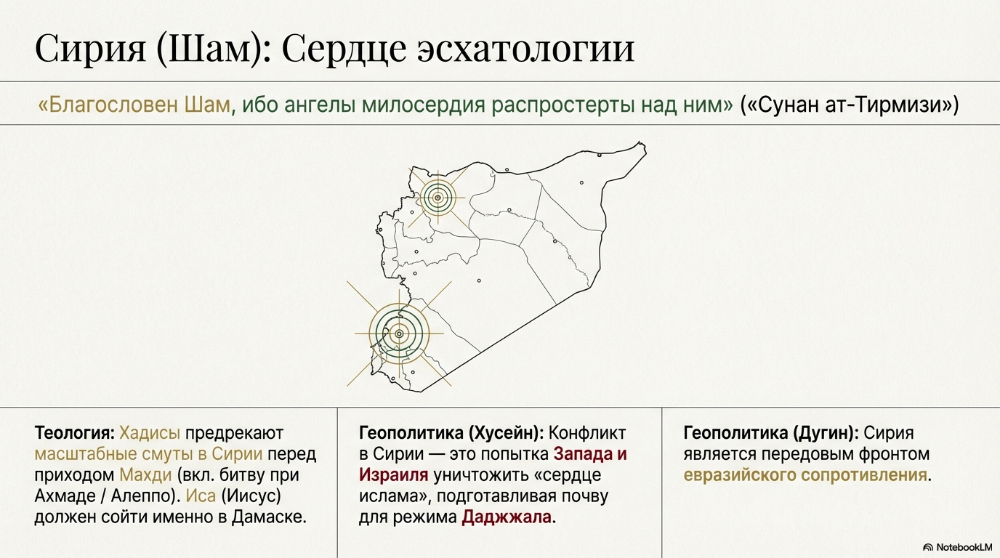 Сирия (Шам): Сердце эсхатологии
«Благословен Шам, ибо ангелы милосердия распростерты над ним» («Сунан ат-Тирмизи»)
Теология: Хадисы предрекают
масштабные смуты в Сирии перед
приходом Махди (вкл. битву при
Ахмаде / Алеппо). Иса (Иисус)
должен сойти именно в Дамаске.
Геополитика (Хусейн): Конфликт
в Сирии — это попытка Запада и
Израиля уничтожить «сердце
ислама», подготавливая почву
для режима Даджжала.
Геополитика (Дугин): Сирия
является передовым фронтом
евразийского сопротивления.
NotebookLM